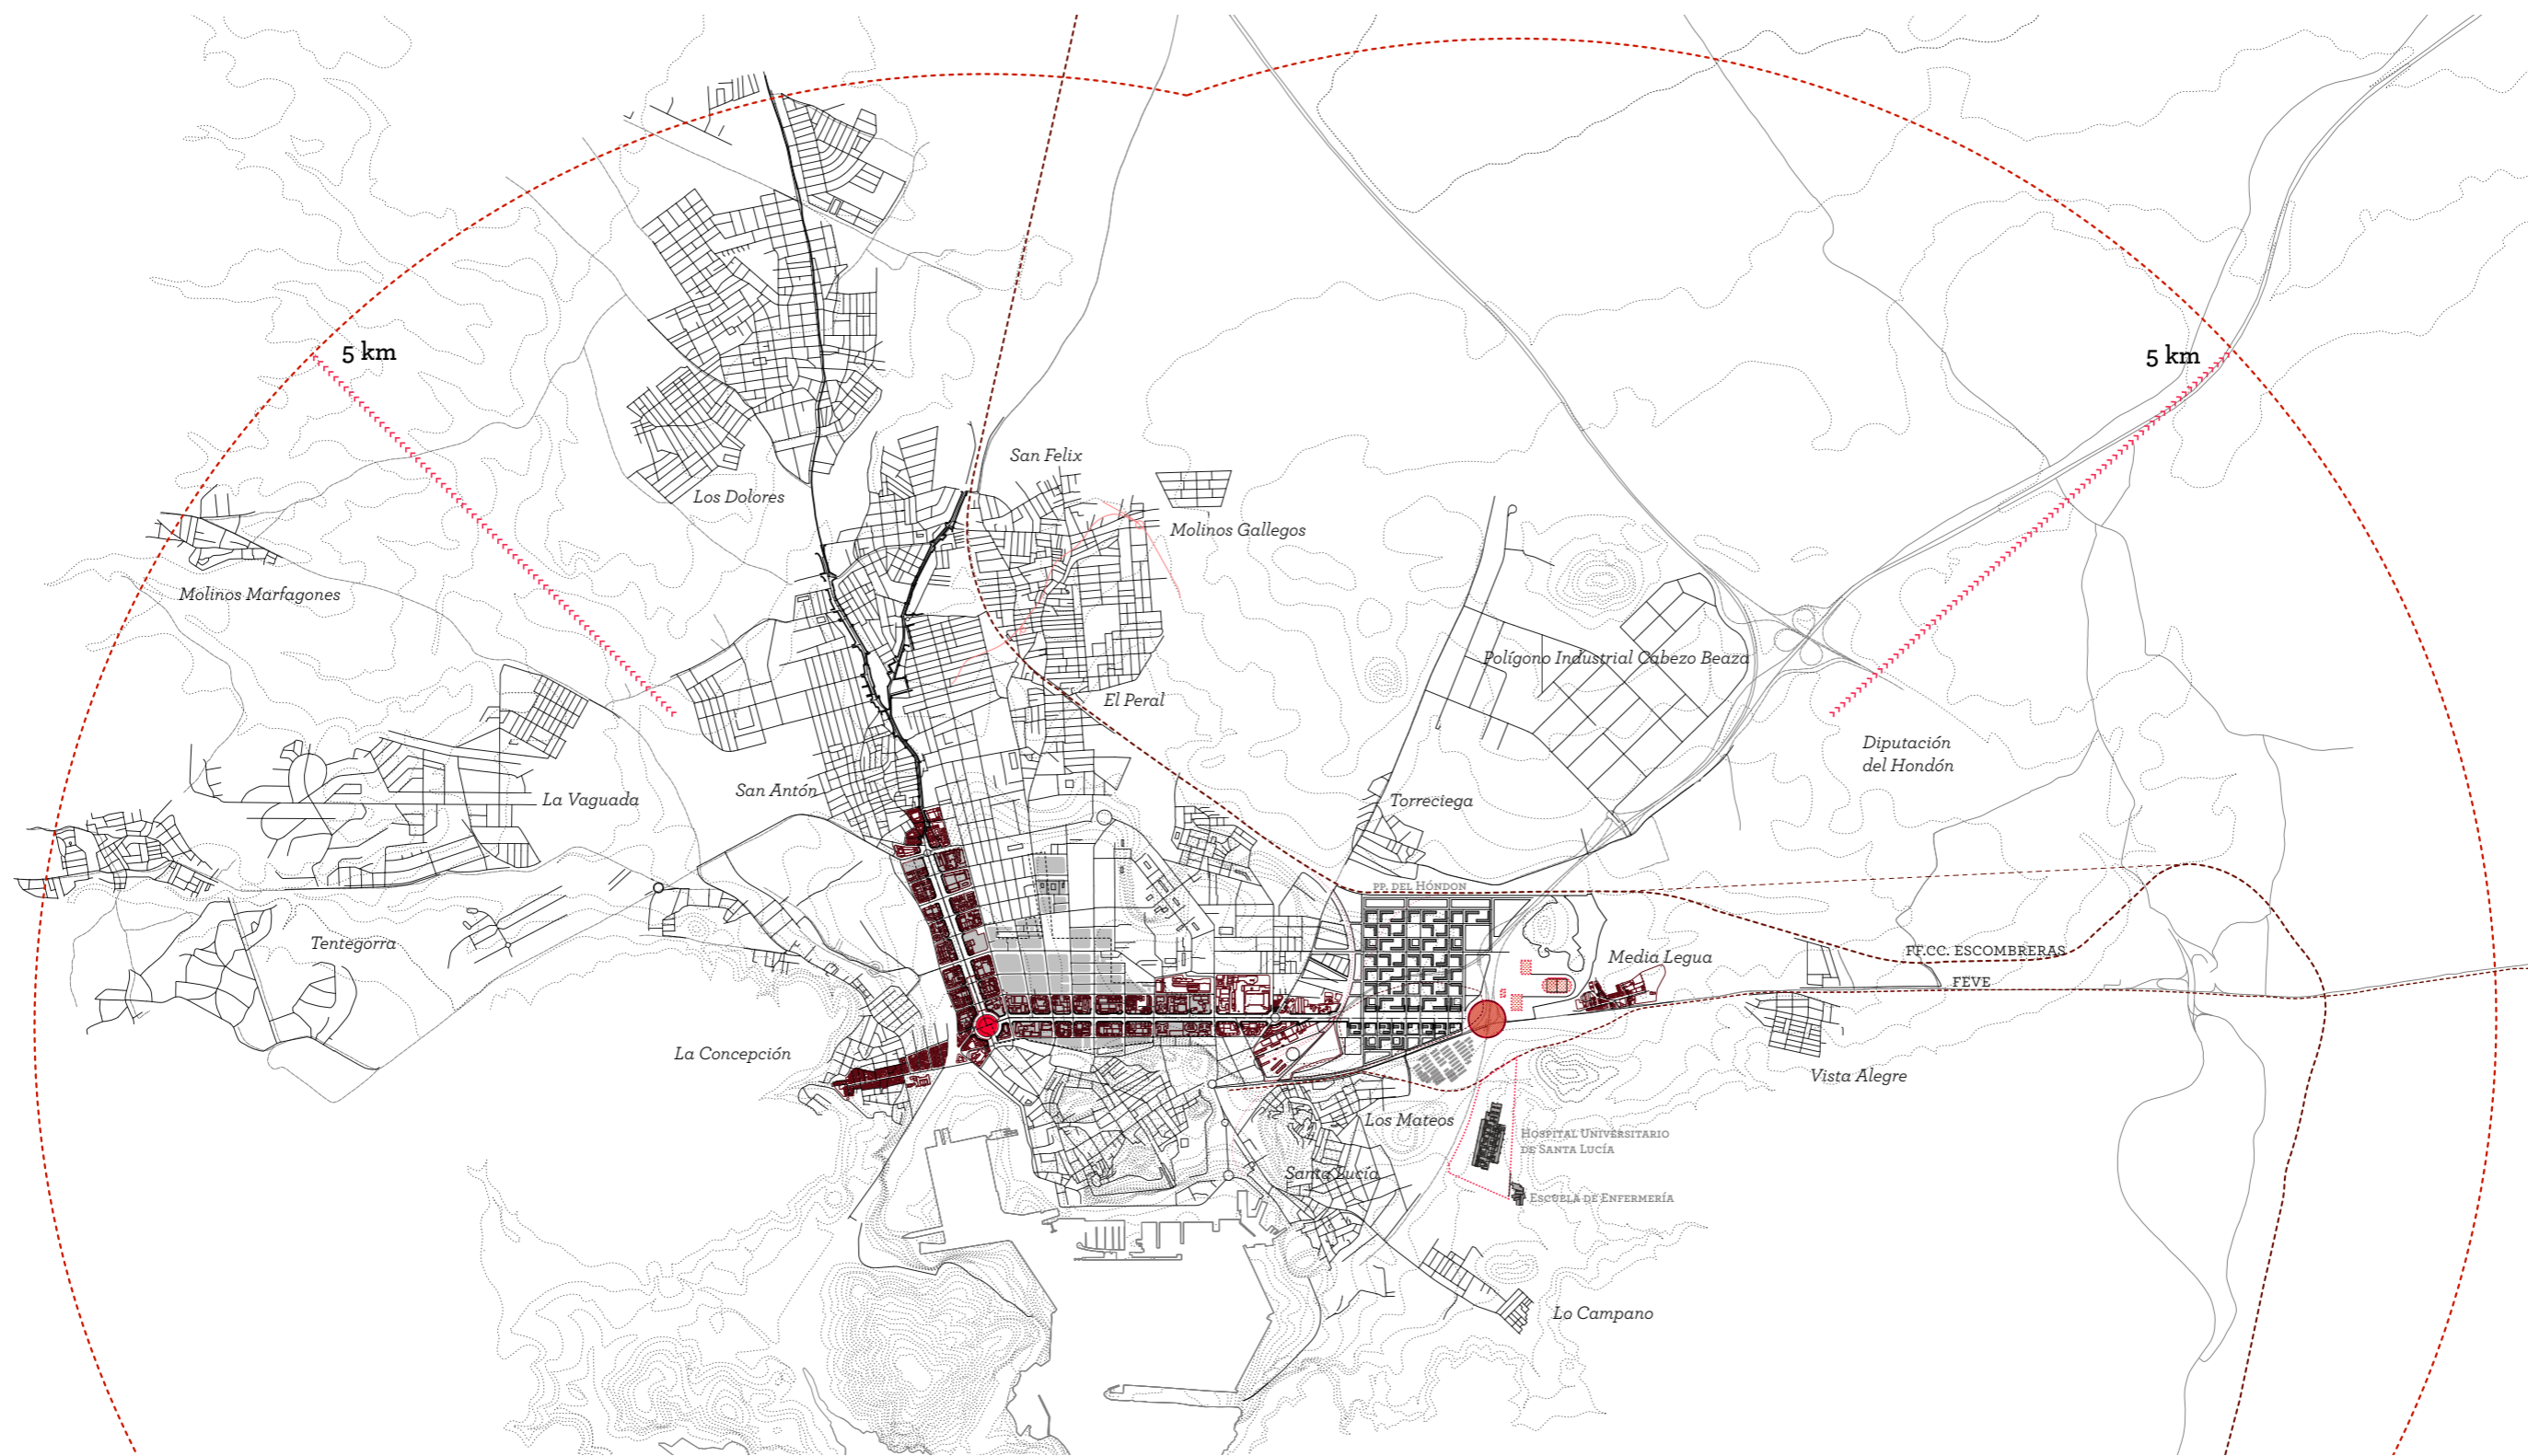 5 km
5 km
San Felix
Los Dolores
Molinos Gallegos
Molinos Marfagones
Polígono Industrial Cabezo Beaza
El Peral
Diputación
del Hondón
San Antón
La Vaguada
Torreciega
PP. DEL HÓNDON
Tentegorra
FF.CC. ESCOMBRERAS
Media Legua
FEVE
La Concepción
Vista Alegre
Los Mateos
HOSPITAL UNIVERSITARIO
DE SANTA LUCÍA
Santa Lucía
ESCUELA DE ENFERMERÍA
Lo Campano